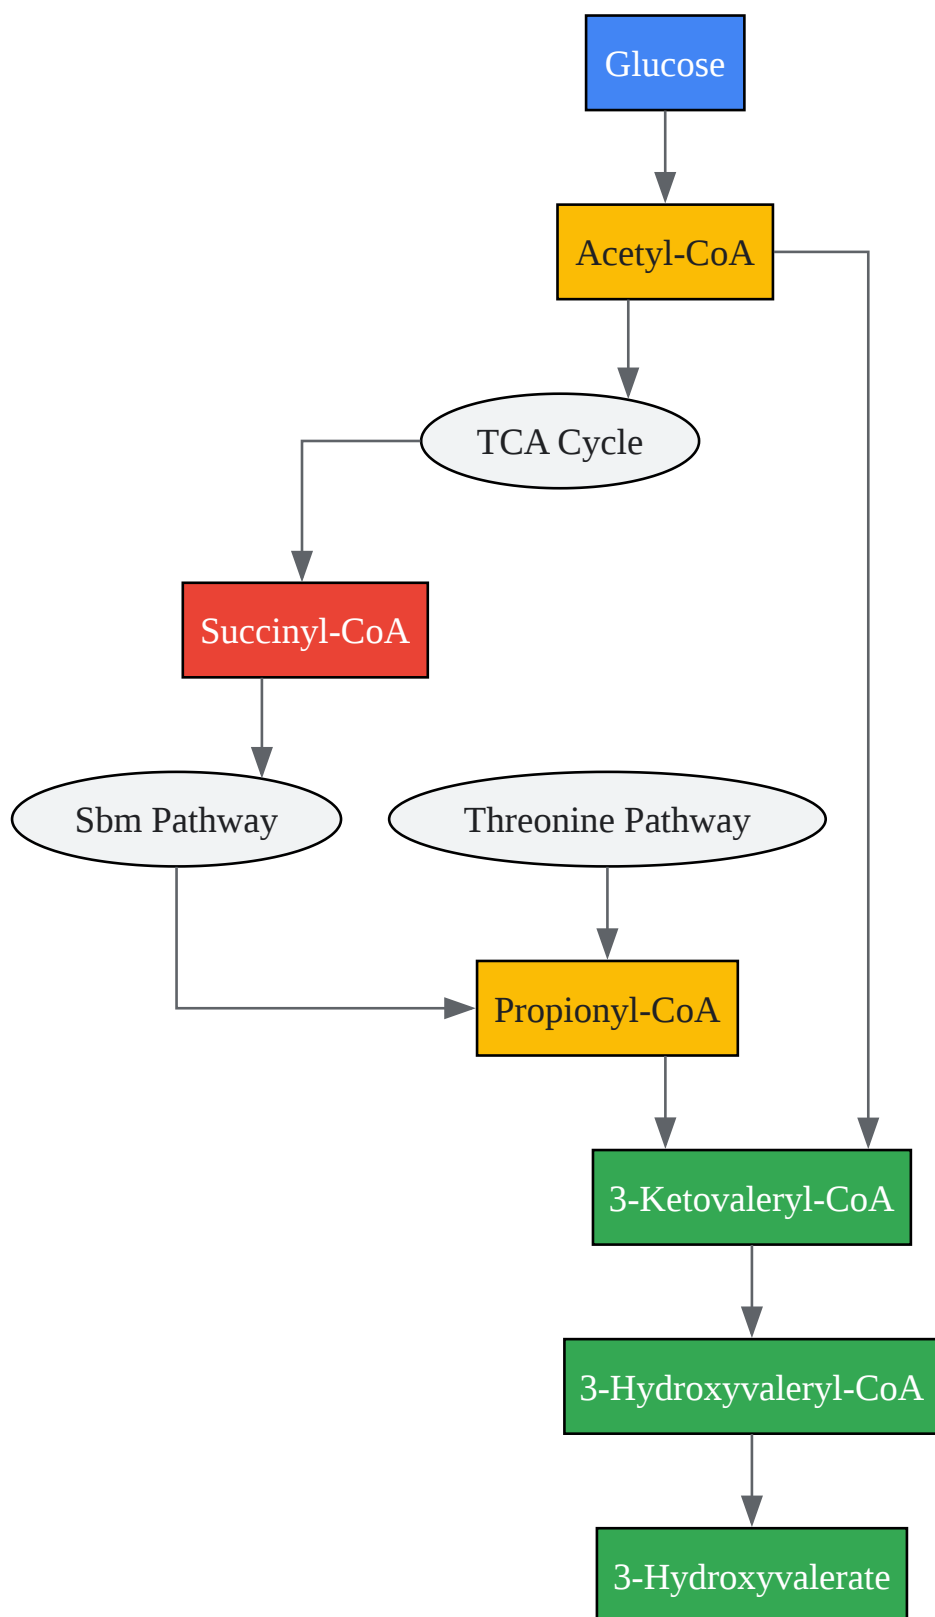 Glucose
Acetyl-CoA
TCA Cycle
Succinyl-CoA
Sbm Pathway
Threonine Pathway
Propionyl-CoA
3-Ketovaleryl-CoA
3-Hydroxyvaleryl-CoA
3-Hydroxyvalerate